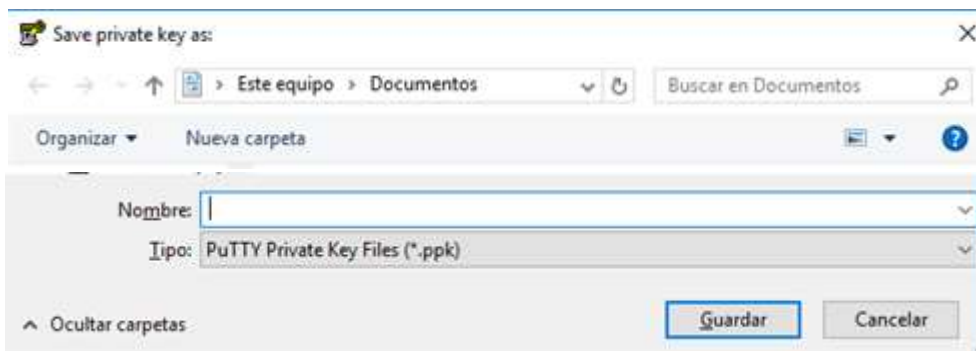 Save private key as:
Este equipo > Documentos
Buscar en Documentos
Organizar
Nueva carpeta
Nombre:
Tipo: PuTTY Private Key Files (*.ppk)
Ocultar carpetas
Guardar
Cancelar